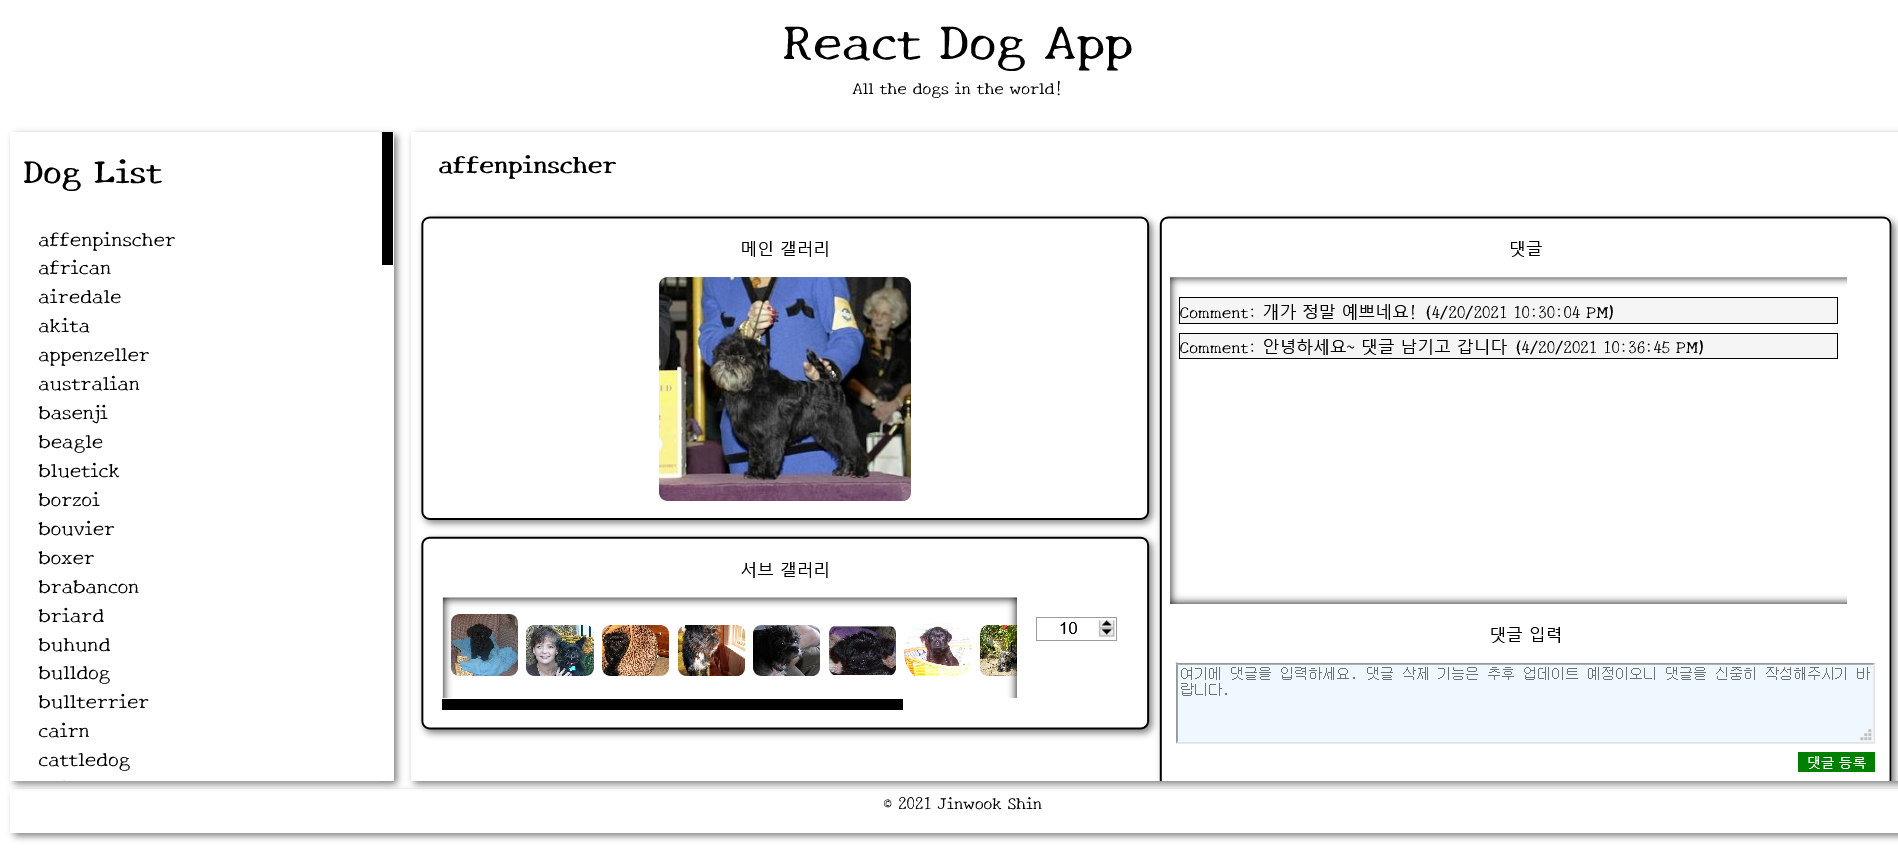 React Dog App
All the dogs in the world!
Dog List
affenpinscher
african
airedale
akita
appenzeller
australian
basenji
beagle
bluetick
borzoi
bouvier
boxer
brabancon
briard
buhund
bulldog
bullterrier
cairn
cattledog
affenpinscher
메인 갤러리
서브 갤러리
10
댓글
Comment: 개가 정말 예쁘네요! (4/20/2021 10:30:04 PM)
Comment: 안녕하세요~ 댓글 남기고 갑니다 (4/20/2021 10:36:45 PM)
댓글 입력
여기에 댓글을 입력하세요. 댓글 삭제 기능은 추후 업데이트 예정이오니 댓글을 신중히 작성해주시기 바
랍니다.
댓글 등록
© 2021 Jinwook Shin